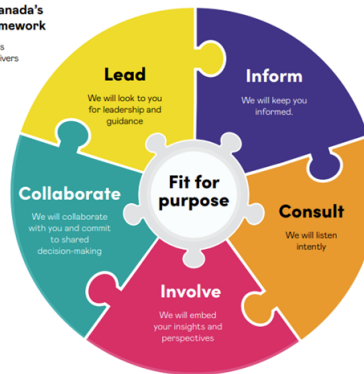 anada's
mework
s
ivers
Lead
We will look to you
for leadership and
guidance
Inform
We will keep you
informed.
Fit for
purpose
Collaborate
We will collaborate
with you and commit
to shared
decision-making
Consult
We will listen
intently
Involve
We will embed
your insights and
perspectives